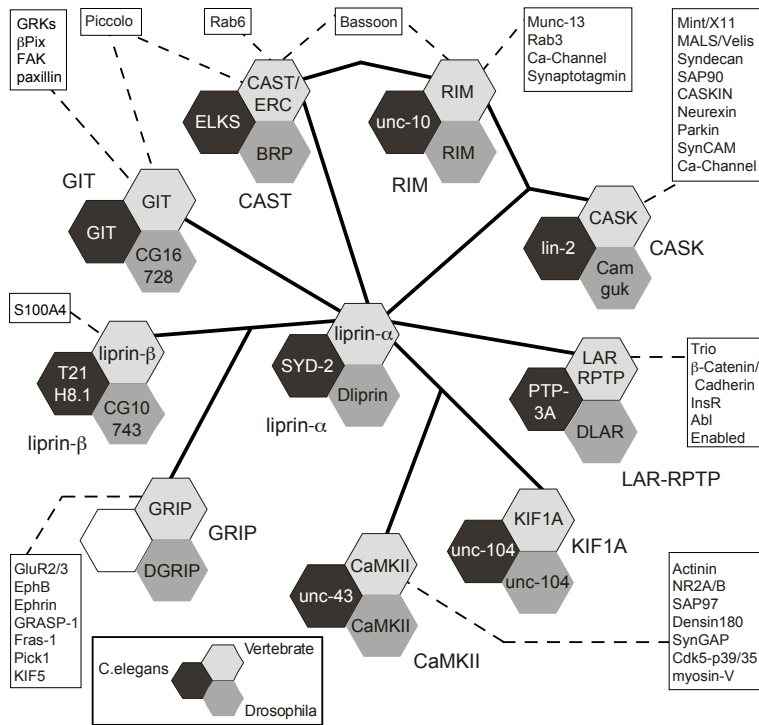 GRKs
βPix
FAK
paxillin
Piccolo
Rab6
Bassoon
Munc-13
Rab3
Ca-Channel
Synaptotagmin
Mint/X11
MALS/Velis
Syndecan
SAP90
CASKIN
Neurexin
Parkin
SynCAM
Ca-Channel
CAST/
ERC
ELKS
BRP
CAST
RIM
unc-10
RIM
RIM
GIT
GIT
GIT
CG16
728
CASK
lin-2
Cam
guk
CASK
S100A4
liprin-β
T21
H8.1
CG10
743
liprin-β
liprin-α
SYD-2
Dliprin
liprin-α
LAR
RPTP
PTP-
3A
DLAR
LAR-RPTP
Trio
β-Catenin/
Cadherin
InsR
Abl
Enabled
GRIP
DGRIP
GRIP
KIF1A
unc-104
unc-104
KIF1A
CaMKII
unc-43
CaMKII
CaMKII
GluR2/3
EphB
Ephrin
GRASP-1
Fras-1
Pick1
KIF5
Actinin
NR2A/B
SAP97
Densin180
SynGAP
Cdk5-p39/35
myosin-V
Vertebrate
C.elegans
Drosophila